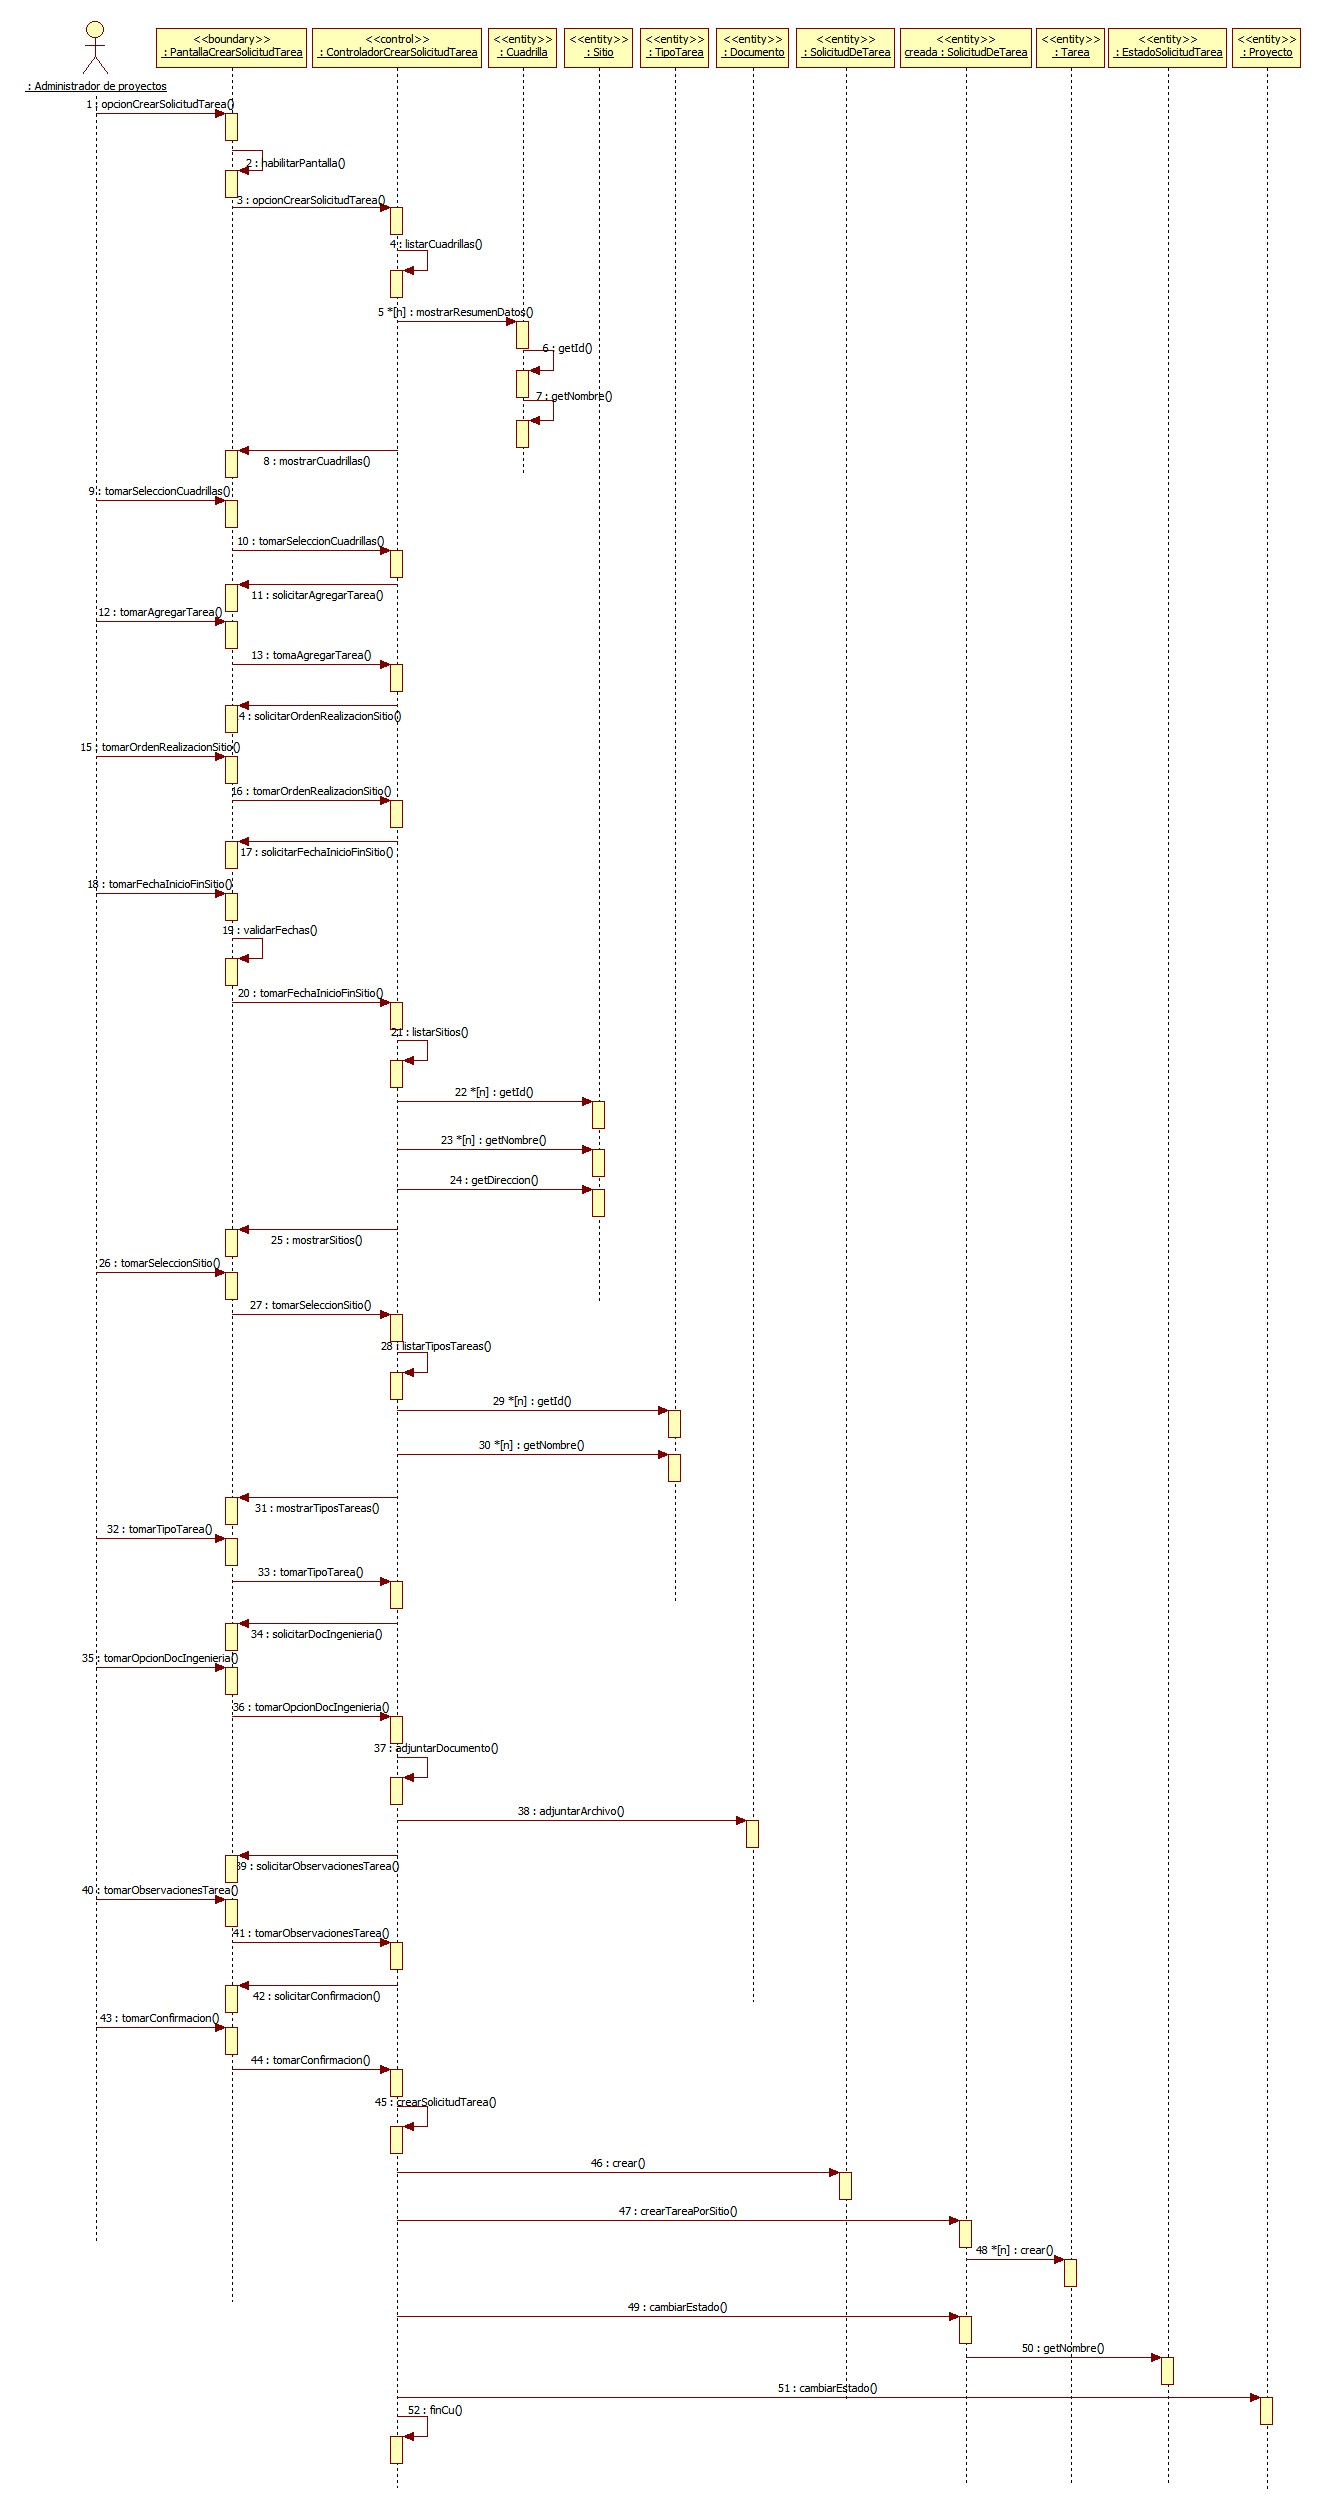 <<boundary>>
: PantallaCrearSolicitudTarea
<<control>>
: ControladorCrearSolicitudTarea
<<entity>>
: Cuadrilla
<<entity>>
: Sitio
<<entity>>
: TipoTarea
<<entity>>
: Documento
<<entity>>
: SolicitudDeTarea
<<entity>>
creada : SolicitudDeTarea
<<entity>>
: Tarea
<<entity>>
: EstadoSolicitudTarea
<<entity>>
: Proyecto
: Administrador de proyectos
1 : opcionCrearSolicitudTarea()
2 : habilitarPantalla()
3 : opcionCrearSolicitudTarea()
4 : listarCuadrillas()
5 *[n] : mostrarResumenDatos()
6 : getId()
7 : getNombre()
8 : mostrarCuadrillas()
9 : tomarSeleccionCuadrillas()
10 : tomarSeleccionCuadrillas()
11 : solicitarAgregarTarea()
12 : tomarAgregarTarea()
13 : tomaAgregarTarea()
4 : solicitarOrdenRealizacionSitio()
15 : tomarOrdenRealizacionSitio()
16 : tomarOrdenRealizacionSitio()
17 : solicitarFechaInicioFinSitio()
18 : tomarFechaInicioFinSitio()
19 : validarFechas()
20 : tomarFechaInicioFinSitio()
21 : listarSitios()
22 *[n] : getId()
23 *[n] : getNombre()
24 : getDireccion()
25 : mostrarSitios()
26 : tomarSeleccionSitio()
27 : tomarSeleccionSitio()
28 : listarTiposTareas()
29 *[n] : getId()
30 *[n] : getNombre()
31 : mostrarTiposTareas()
32 : tomarTipoTarea()
33 : tomarTipoTarea()
34 : solicitarDocIngenieria()
35 : tomarOpcionDocIngenieria()
36 : tomarOpcionDocIngenieria()
37 : adjuntarDocumento()
38 : adjuntarArchivo()
39 : solicitarObservacionesTarea()
40 : tomarObservacionesTarea()
41 : tomarObservacionesTarea()
42 : solicitarConfirmacion()
43 : tomarConfirmacion()
44 : tomarConfirmacion()
45 : crearSolicitudTarea()
46 : crear()
47 : crearTareaPorSitio()
48 *[n] : crear()
49 : cambiarEstado()
50 : getNombre()
51 : cambiarEstado()
52 : finCu()